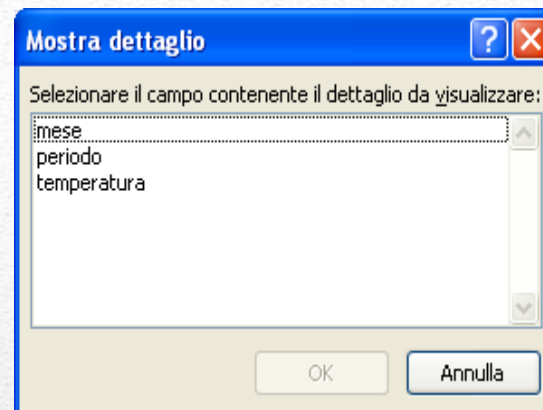 Mostra dettaglio
Selezionare il campo contenente il dettaglio da visualizzare:
mese
periodo
temperatura
OK
Annulla